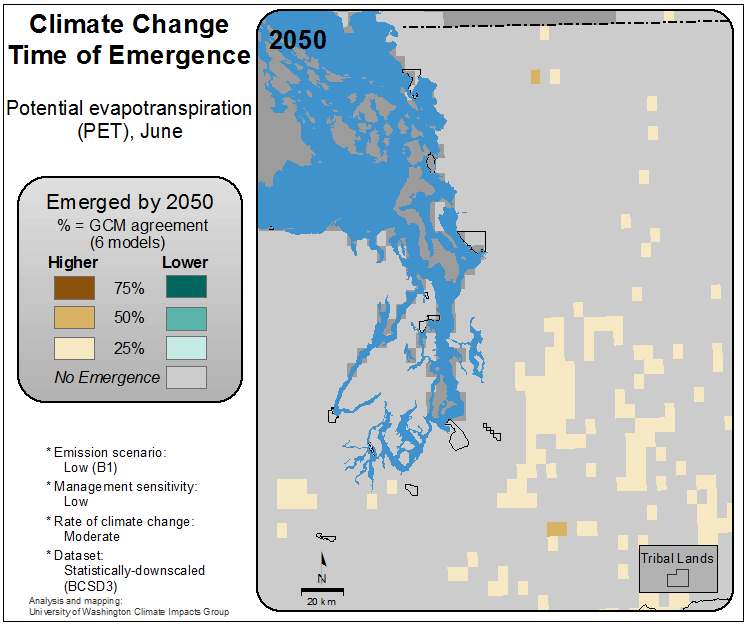 Climate Change
Time of Emergence
Potential evapotranspiration
(PET), June
Emerged by 2050
% = GCM agreement
(6 models)
Higher Lower
75%
50%
25%
No Emergence
* Emission scenario:
Low (B1)
* Management sensitivity:
Low
* Rate of climate change:
Moderate
* Dataset:
Statistically-downscaled
(BCSD3)
Analysis and mapping:
University of Washington Climate Impacts Group
2050
N
20 km
Tribal Lands